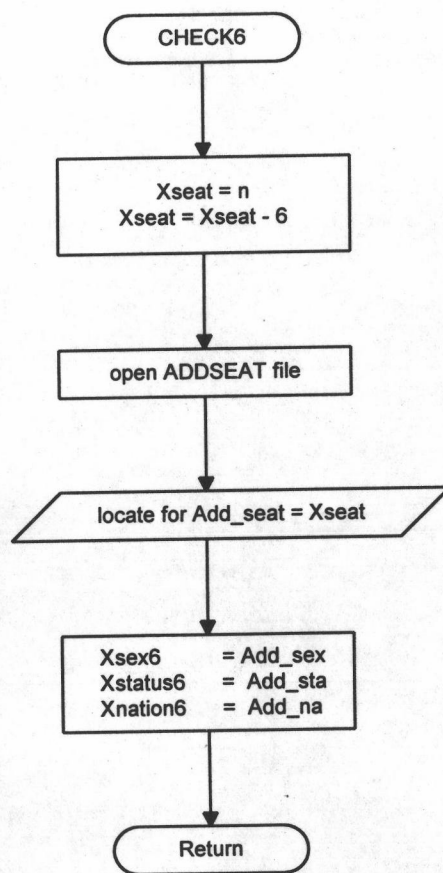 CHECK6
Xseat = n
Xseat = Xseat - 6
open ADDSEAT file
locate for Add_seat = Xseat
Xsex6 = Add_sex
Xstatus6 = Add_sta
Xnation6 = Add_na
Return